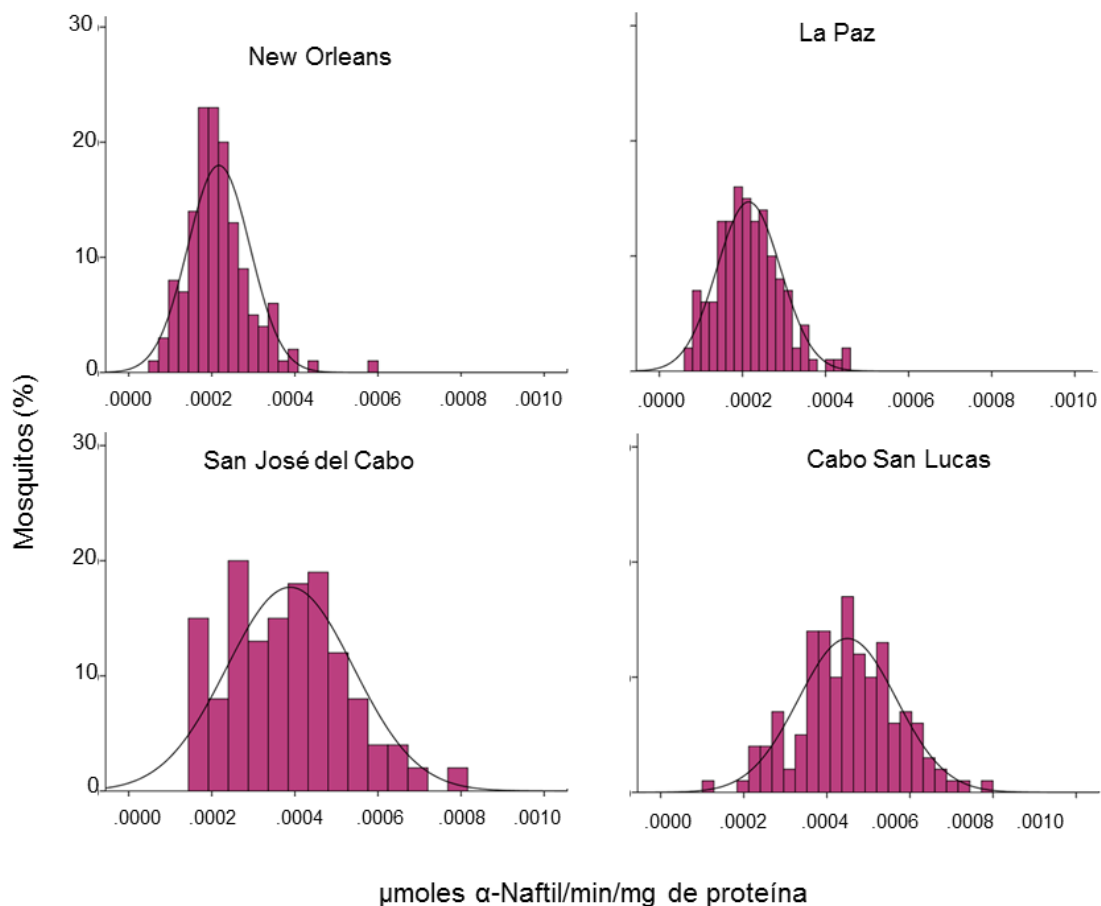 30
20
10
0
New Orleans
.0000 .0002 .0004 .0006 .0008 .0010
La Paz
.0000 .0002 .0004 .0006 .0008 .0010
Mosquitos (%)
30
20
10
0
San José del Cabo
.0000 .0002 .0004 .0006 .0008 .0010
Cabo San Lucas
.0000 .0002 .0004 .0006 .0008 .0010
µmoles α-Naftil/min/mg de proteína